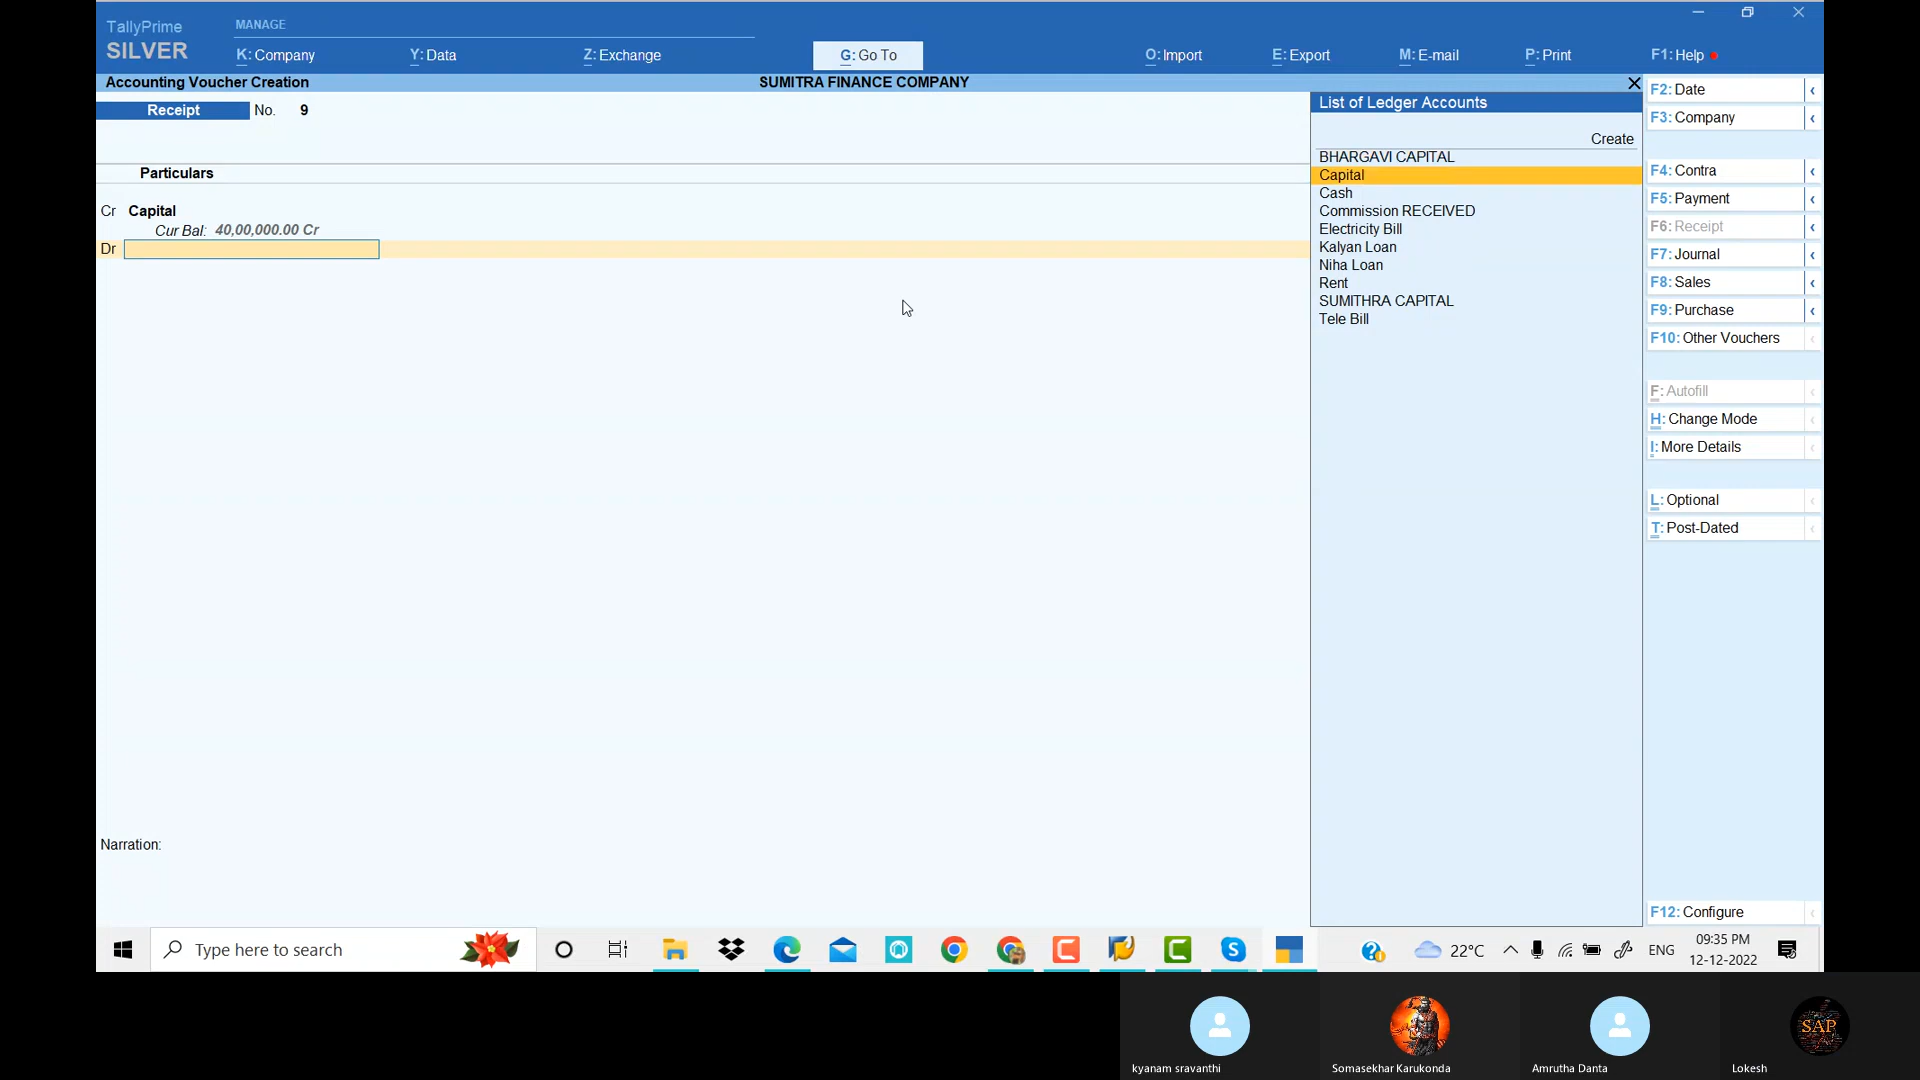 TallyPrime
SILVER
MANAGE
K: Company
Y: Data
Z: Exchange
G: Go To
O: Import
E: Export
M: E-mail
P: Print
F1: Help
Accounting Voucher Creation
SUMITRA FINANCE COMPANY
Receipt No. 9
Particulars
Cr Capital
Cur Bal: 40,00,000.00 Cr
Dr
Narration:
List of Ledger Accounts
Create
BHARGAVI CAPITAL
Capital
Cash
Commission RECEIVED
Electricity Bill
Kalyan Loan
Niha Loan
Rent
SUMITHRA CAPITAL
Tele Bill
F2: Date
F3: Company
F4: Contra
F5: Payment
F6: Receipt
F7: Journal
F8: Sales
F9: Purchase
F10: Other Vouchers
F: Autofill
H: Change Mode
I: More Details
L: Optional
T: Post-Dated
F12: Configure
Type here to search
22°C
ENG
09:35 PM
12-12-2022
SAP
kyanam sravanthi
Somasekhar Karukonda
Amrutha Danta
Lokesh